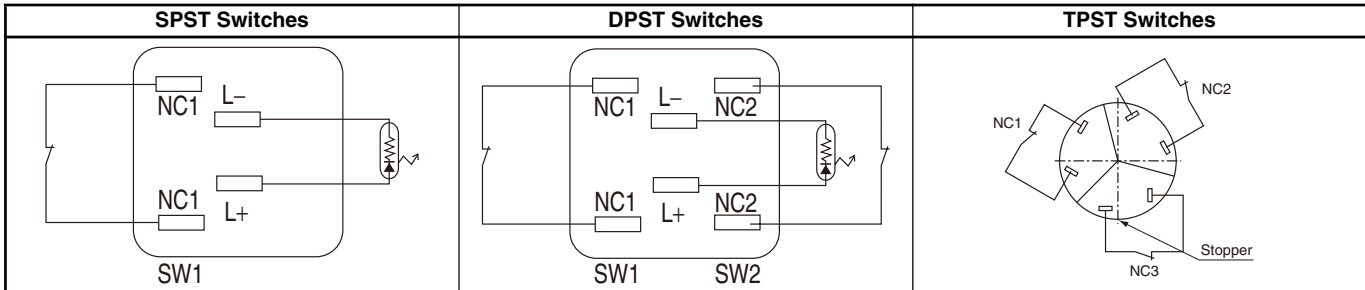 SPST Switches
DPST Switches
TPST Switches
NC1
L−
NC1
L+
SW1
NC1
L−
NC2
NC1
L+
NC2
SW1
SW2
NC2
NC1
Stopper
NC3